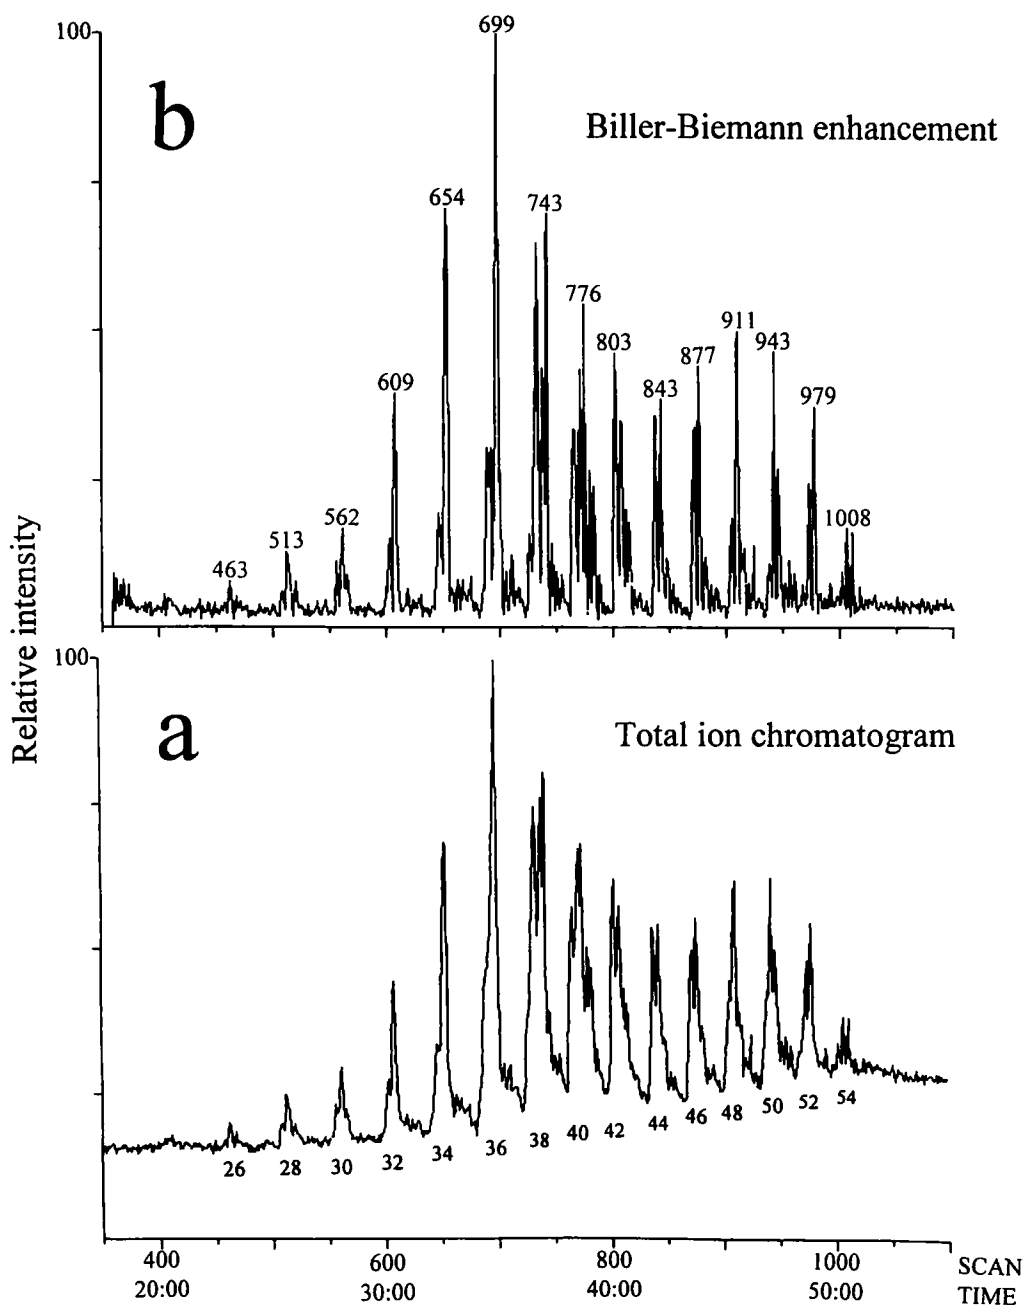 100
699
b
Biller-Biemann enhancement
654
743
776
911
803
943
877
609
843
979
562
1008
513
463
Relative intensity
100
a
Total ion chromatogram
26 28 30 32 34 36 38 40 42 44 46 48 50 52 54
400 600 800 1000 SCAN
20:00 30:00 40:00 50:00 TIME